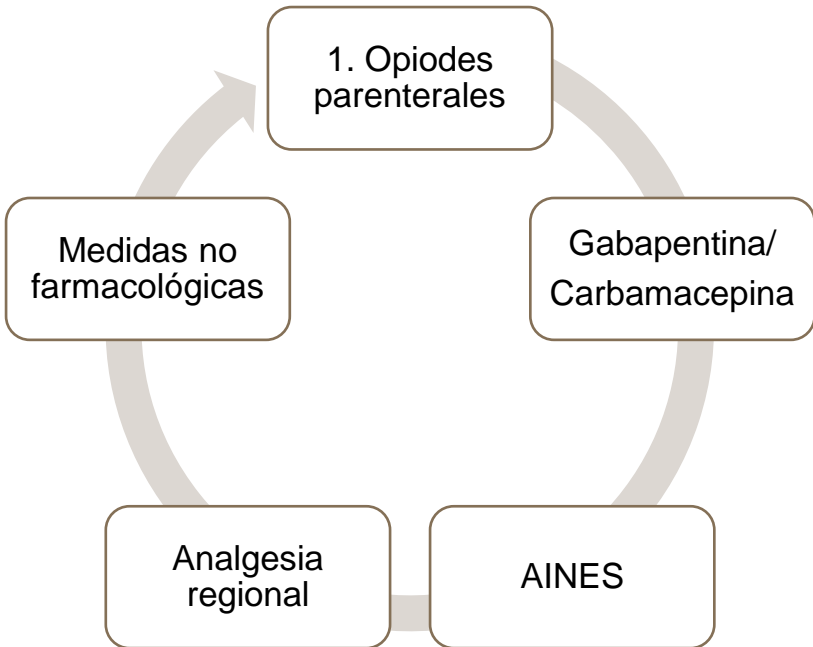 1. Opiodes
parenterales
Gabapentina/
Carbamacepina
AINES
Analgesia
regional
Medidas no
farmacológicas